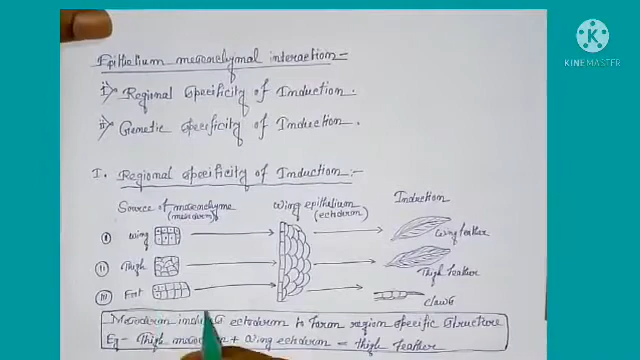 KINEMASTER
Epithelium mesenchymal interaction:-
I) Regional Specificity of Induction.
ii) Genetic Specificity of Induction.
I. Regional specificity of Induction:-
Source of mesenchyme (mesoderm)
Wing epithelium (ectoderm)
Induction
(I) Wing
Wing feather
(II) Thigh
Thigh feather
(III) Foot
Claws
Mesoderm ectoderm to form region specific structure
Eg- Thigh + wing ectoderm = thigh feather